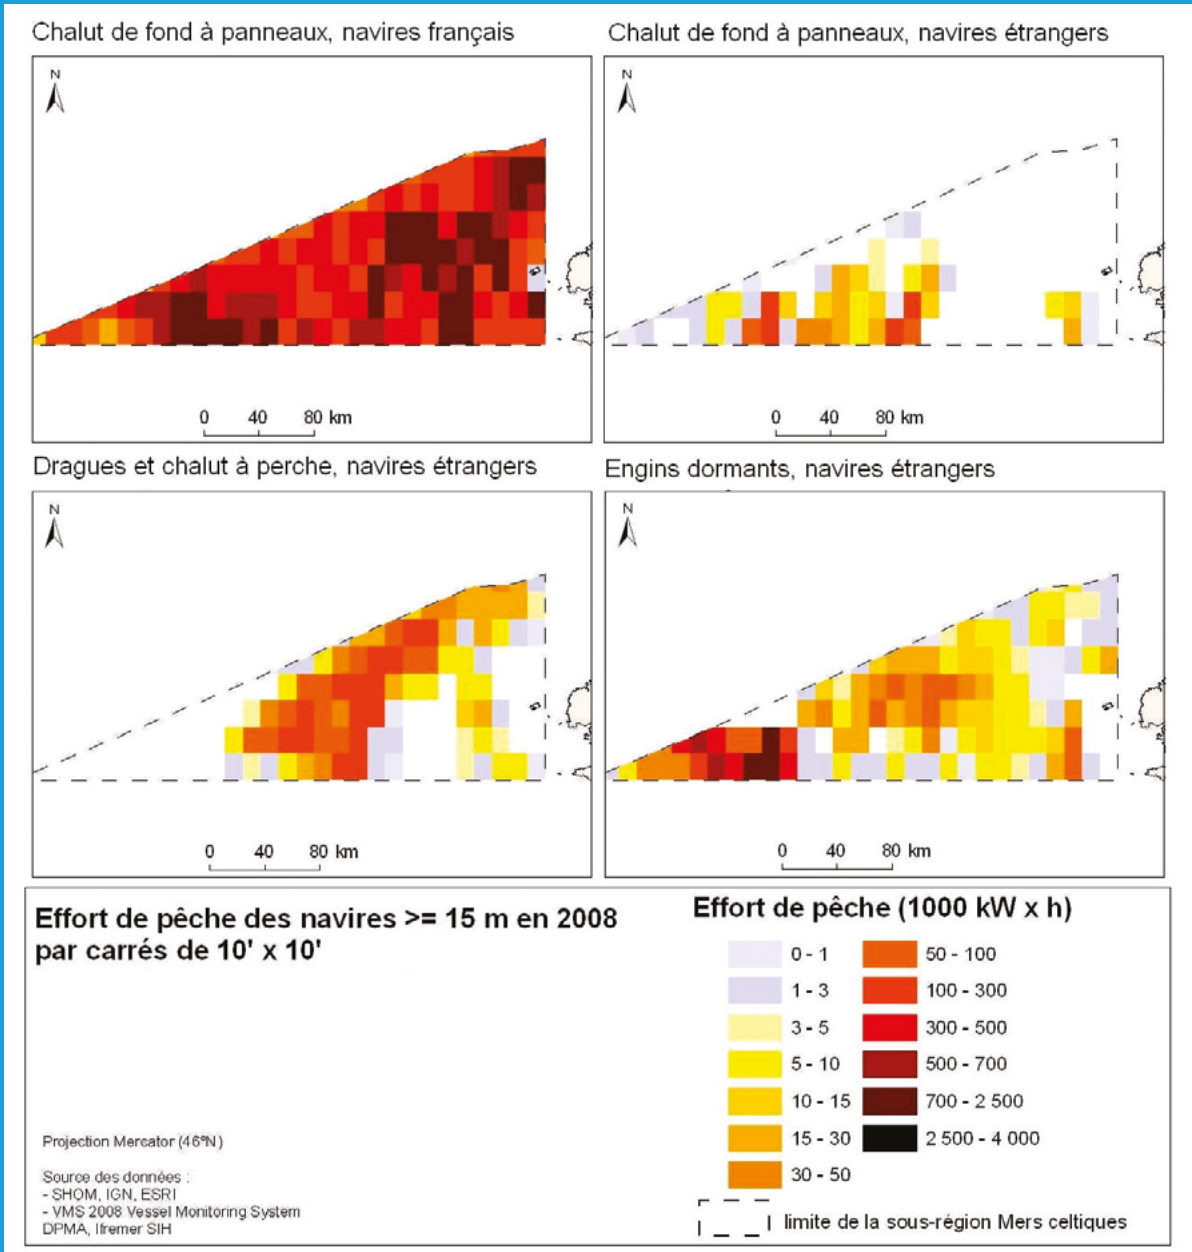 Chalut de fond à panneaux, navires français
Chalut de fond à panneaux, navires étrangers
N
N
0 40 80 km
0 40 80 km
Dragues et chalut à perche, navires étrangers
Engins dormants, navires étrangers
N
N
0 40 80 km
0 40 80 km
Effort de pêche des navires >= 15 m en 2008
par carrés de 10' x 10'
Projection Mercator (46°N)
Source des données :
- SHOM, IGN, ESRI
- VMS 2008 Vessel Monitoring System
DPMA, Ifremer SIH
Effort de pêche (1000 kW x h)
0 - 1
1 - 3
3 - 5
5 - 10
10 - 15
15 - 30
30 - 50
50 - 100
100 - 300
300 - 500
500 - 700
700 - 2 500
2 500 - 4 000
limite de la sous-région Mers celtiques